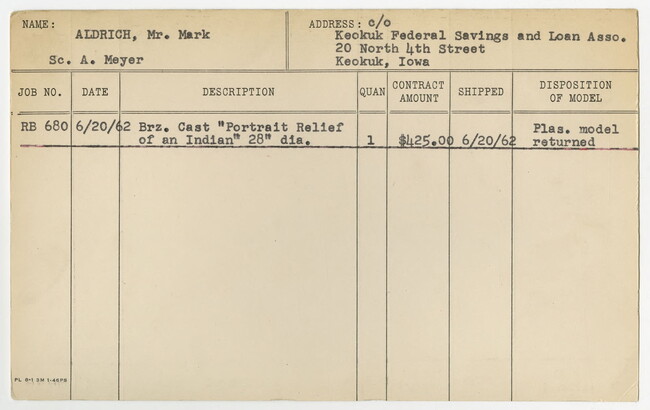 NAME:
ALDRICH, Mr. Mark
Sc. A. Meyer
ADDRESS: c/o
Keokuk Federal Savings and Loan Asso.
20 North 4th Street
Keokuk, Iowa
JOB NO. DATE DESCRIPTION QUAN CONTRACT AMOUNT SHIPPED DISPOSITION OF MODEL
RB 680 6/20/62 Brz. Cast "Portrait Relief Plas. model
of an Indian" 28" dia. 1 $425.00 6/20/62 returned